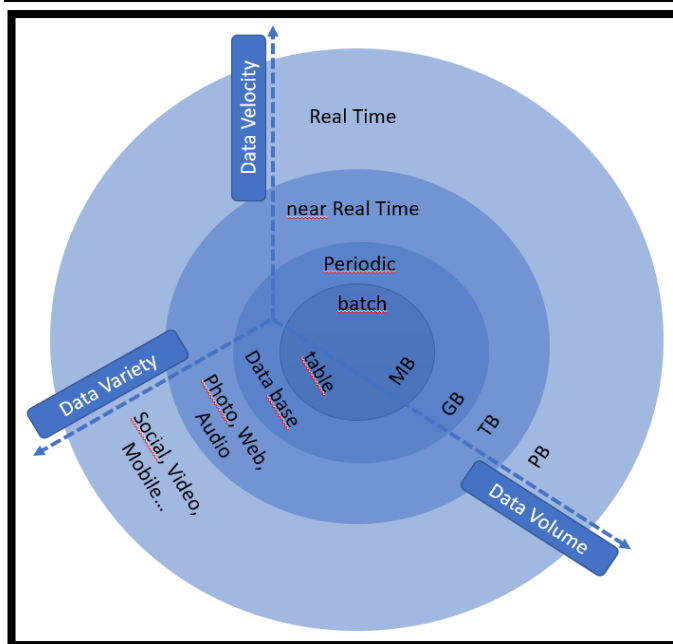 Data Velocity
Real Time
near Real Time
Periodic
batch
Data Variety
table
Data base
Photo, Web,
Audio
Social, Video,
Mobile...
MB
GB
TB
PB
Data Volume